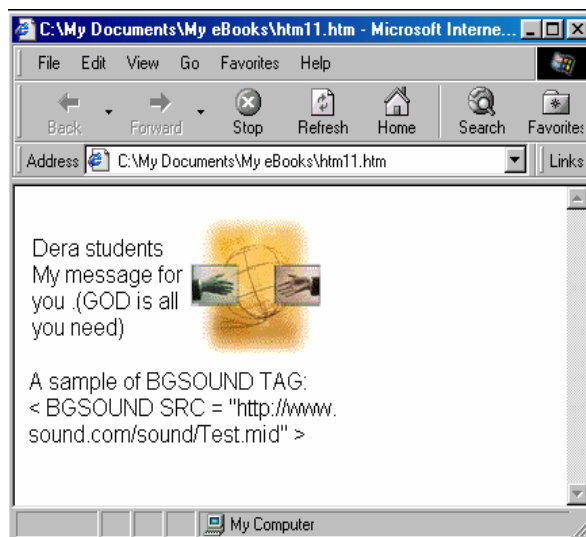 C:\My Documents\My eBooks\htm11.htm - Microsoft Interne...
File Edit View Go Favorites Help
Back Forward Stop Refresh Home Search Favorites
Address C:\My Documents\My eBooks\htm11.htm Links
Dera students
My message for
you .(GOD is all
you need)
A sample of BGSOUND TAG:
< BGSOUND SRC = "http://www.
sound.com/sound/Test.mid" >
My Computer